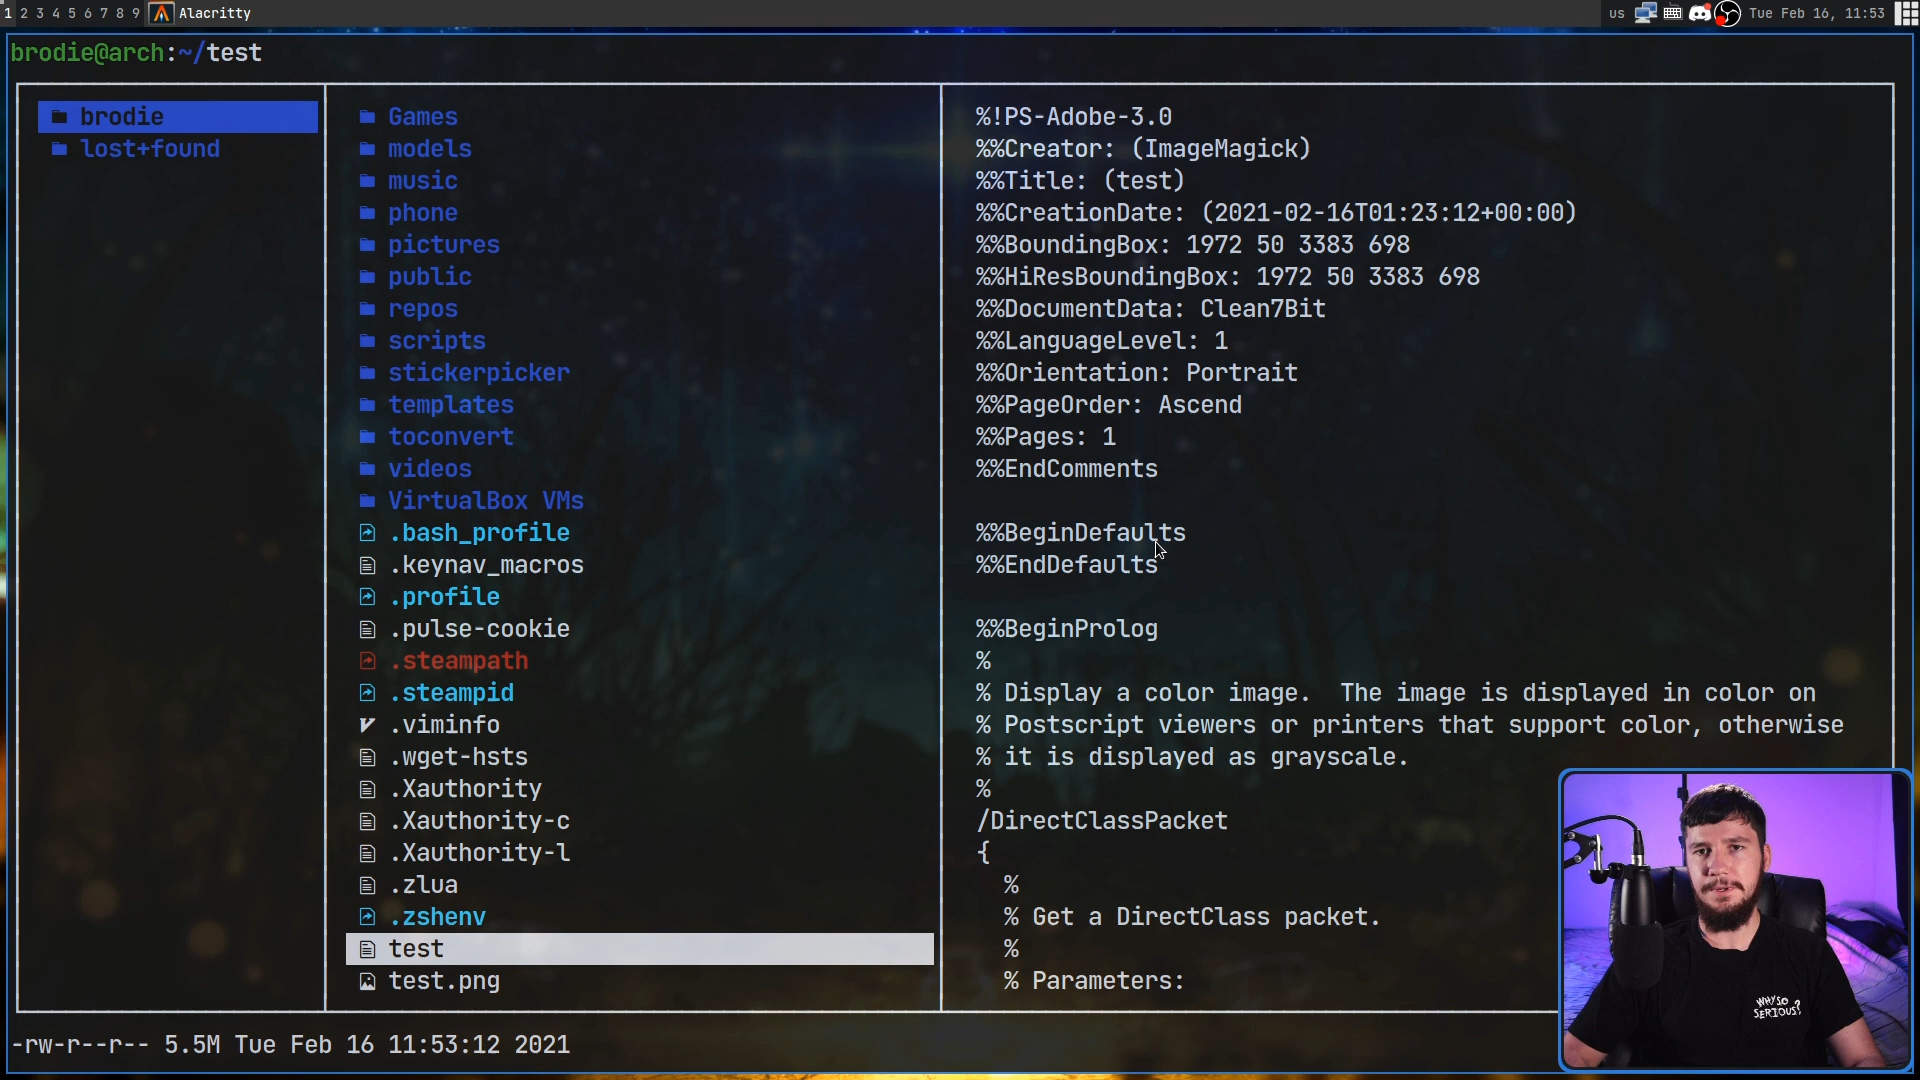 1 2 3 4 5 6 7 8 9 Alacritty us Tue Feb 16, 11:53
brodie@arch:~/test
brodie
lost+found
Games
models
music
phone
pictures
public
repos
scripts
stickerpicker
templates
toconvert
videos
VirtualBox VMs
.bash_profile
.keynav_macros
.profile
.pulse-cookie
.steampath
.steampid
.viminfo
.wget-hsts
.Xauthority
.Xauthority-c
.Xauthority-l
.zlua
.zshenv
test
test.png
%!PS-Adobe-3.0
%%Creator: (ImageMagick)
%%Title: (test)
%%CreationDate: (2021-02-16T01:23:12+00:00)
%%BoundingBox: 1972 50 3383 698
%%HiResBoundingBox: 1972 50 3383 698
%%DocumentData: Clean7Bit
%%LanguageLevel: 1
%%Orientation: Portrait
%%PageOrder: Ascend
%%Pages: 1
%%EndComments
%%BeginDefaults
%%EndDefaults
%%BeginProlog
%
% Display a color image.  The image is displayed in color on
% Postscript viewers or printers that support color, otherwise
% it is displayed as grayscale.
%
/DirectClassPacket
{
%
% Get a DirectClass packet.
%
% Parameters:
WHY SO
SERIOUS?
-rw-r--r-- 5.5M Tue Feb 16 11:53:12 2021